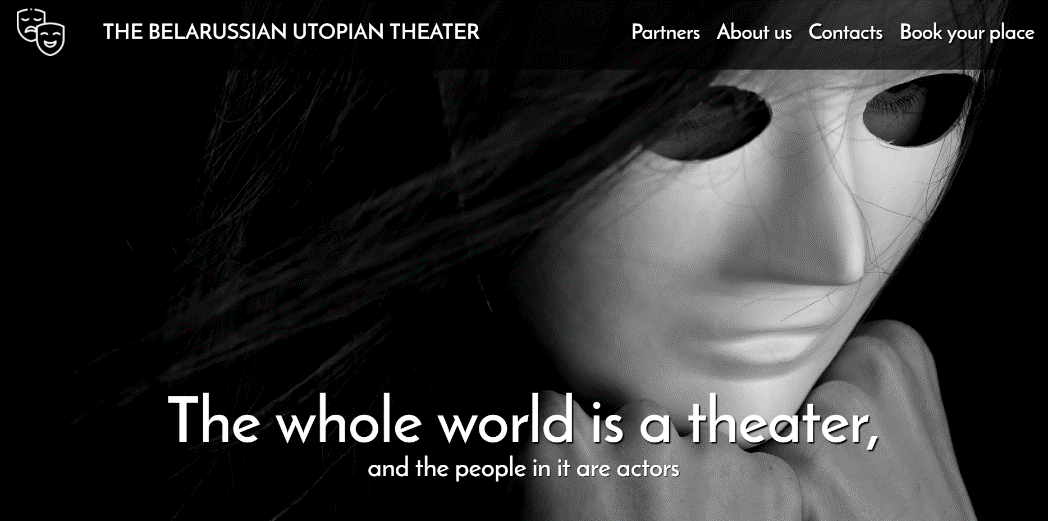 THE BELARUSSIAN UTOPIAN THEATER
Partners About us Contacts Book your place
The whole world is a theater,
and the people in it are actors